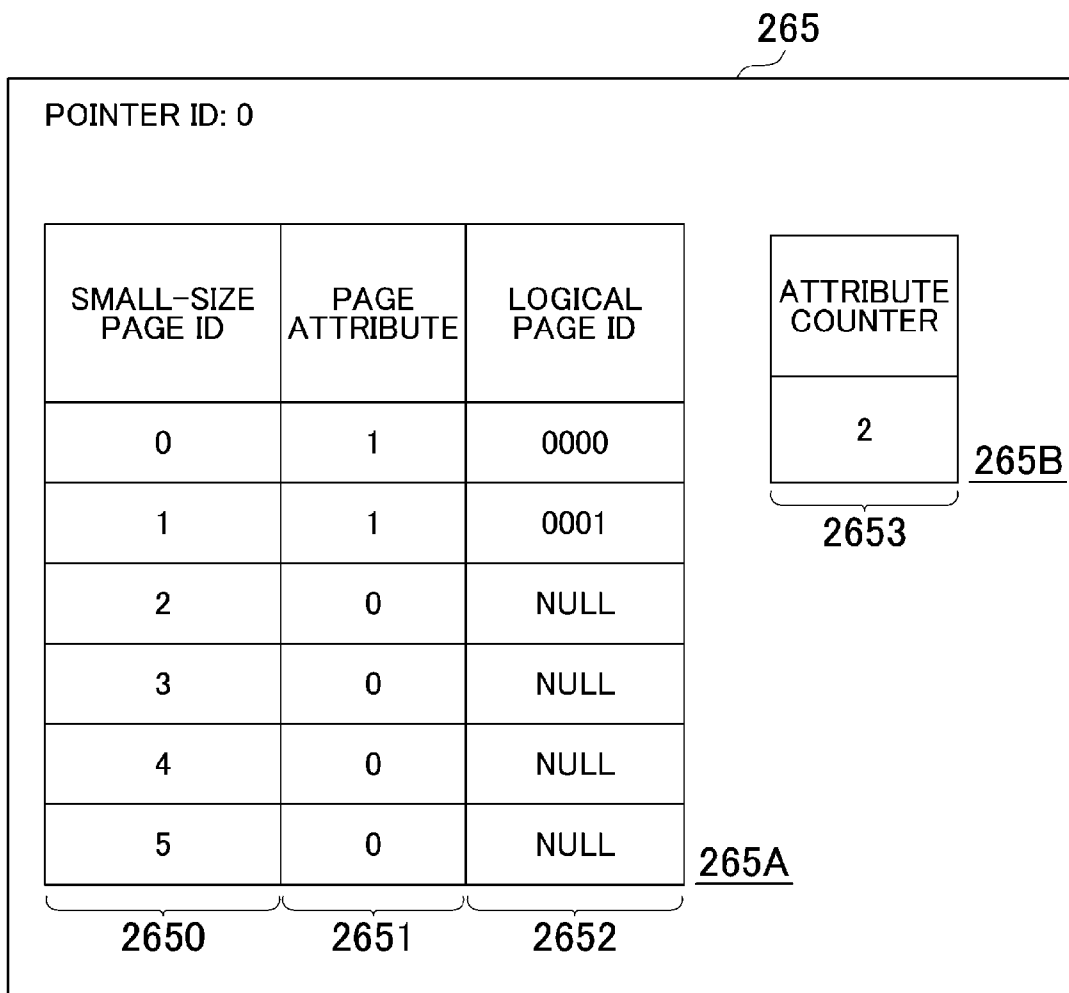 265
POINTER ID: 0
SMALL-SIZE
PAGE ID
PAGE
ATTRIBUTE
LOGICAL
PAGE ID
0 1 0000
1 1 0001
2 0 NULL
3 0 NULL
4 0 NULL
5 0 NULL
265A
2650 2651 2652
ATTRIBUTE
COUNTER
2
265B
2653